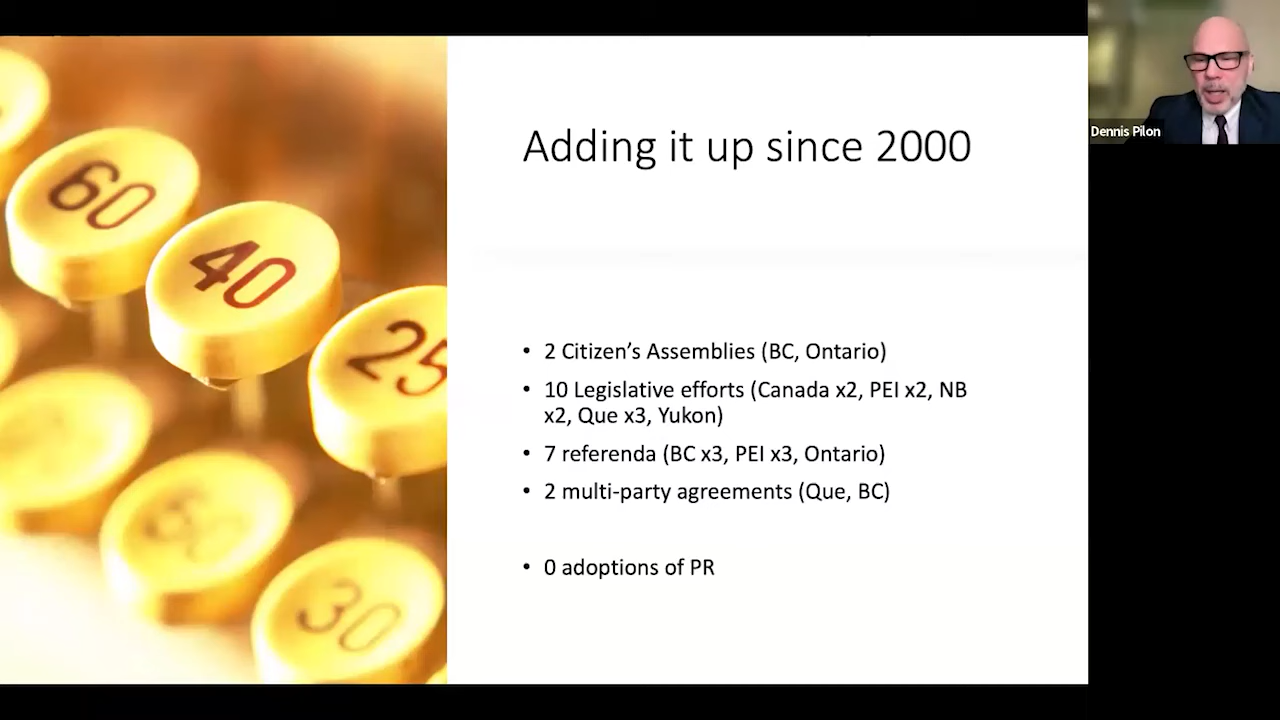 60
40
25
30
Adding it up since 2000
• 2 Citizen’s Assemblies (BC, Ontario)
• 10 Legislative efforts (Canada x2, PEI x2, NB
x2, Que x3, Yukon)
• 7 referenda (BC x3, PEI x3, Ontario)
• 2 multi-party agreements (Que, BC)
• 0 adoptions of PR
Dennis Pilon